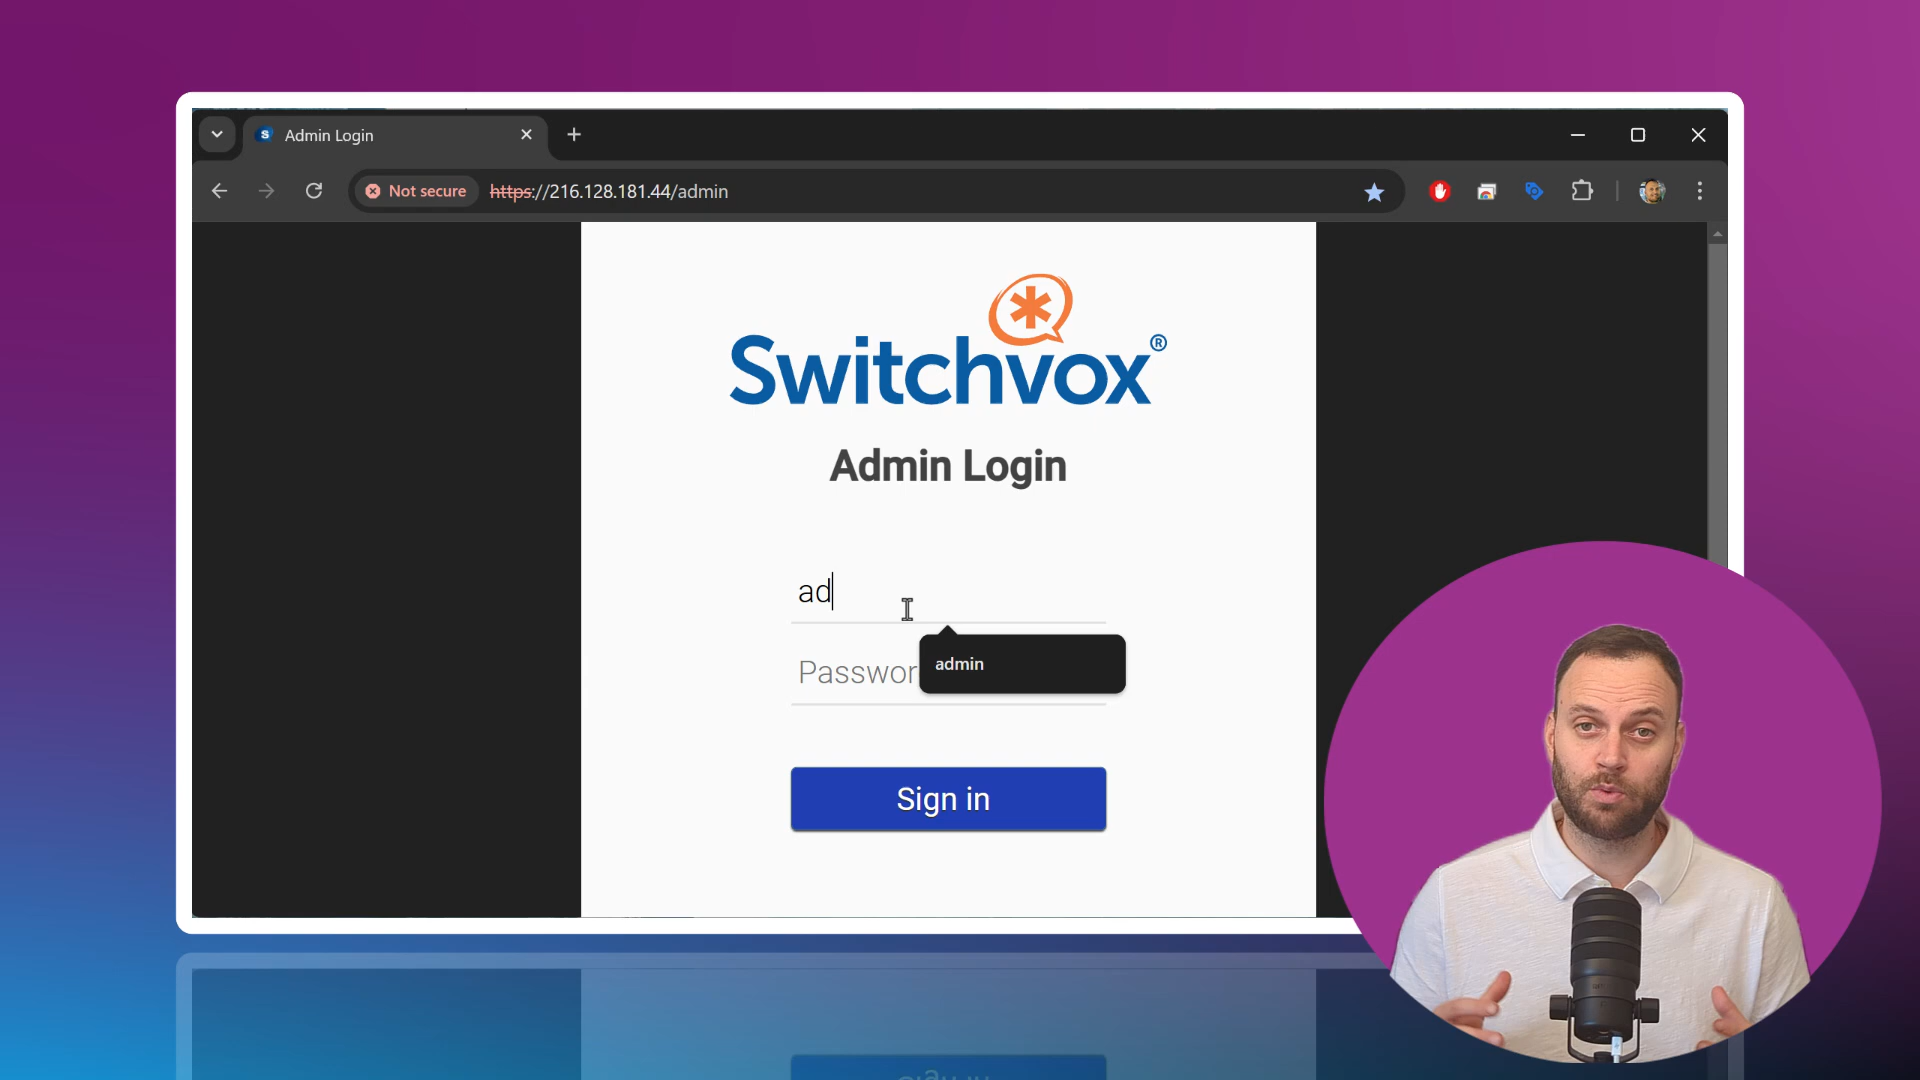 Admin Login
Not secure
https://216.128.181.44/admin
Switchvox®
Admin Login
ad
Passwor
admin
Sign in